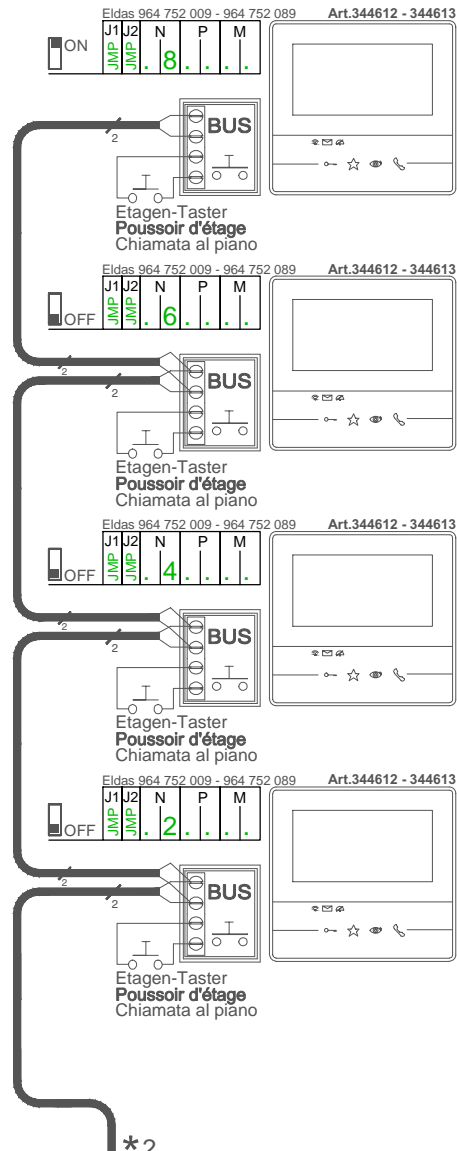 Eldas 964 752 009 - 964 752 089 Art.344612 - 344613
J1 J2 N P M
ON JMP JMP . 8 . . . .
BUS
2
Etagen-Taster
Poussoir d'étage
Chiamata al piano
Eldas 964 752 009 - 964 752 089 Art.344612 - 344613
J1 J2 N P M
OFF JMP JMP . 6 . . . .
2 2
BUS
Etagen-Taster
Poussoir d'étage
Chiamata al piano
Eldas 964 752 009 - 964 752 089 Art.344612 - 344613
J1 J2 N P M
OFF JMP JMP . 4 . . . .
2 2
BUS
Etagen-Taster
Poussoir d'étage
Chiamata al piano
Eldas 964 752 009 - 964 752 089 Art.344612 - 344613
J1 J2 N P M
OFF JMP JMP . 2 . . . .
2 2
BUS
Etagen-Taster
Poussoir d'étage
Chiamata al piano
*2